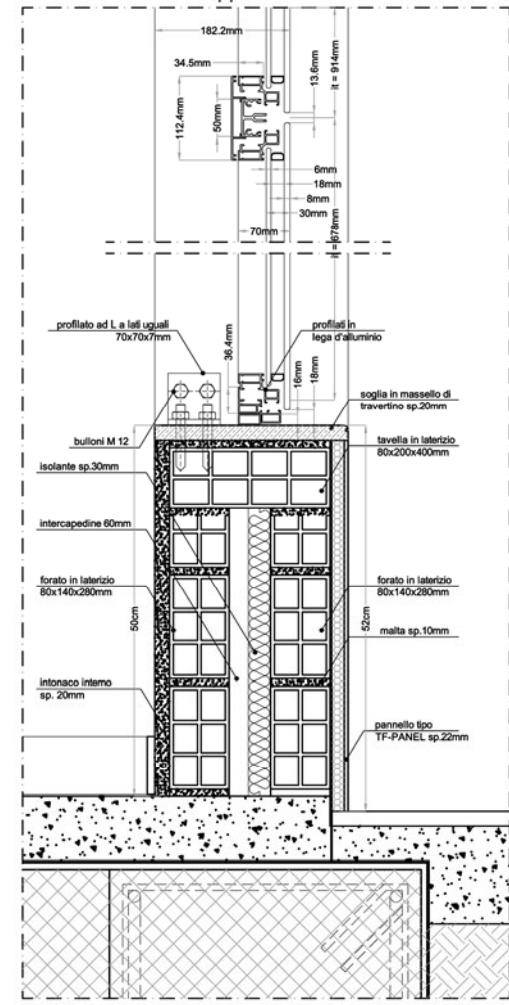 182.2mm
34.5mm
13.6mm
it = 914mm
112.4mm
50mm
6mm
18mm
8mm
30mm
70mm
it = 678mm
profilato ad L a lati uguali
70x70x7mm
36.4mm
profilati in
lega d'alluminio
16mm
18mm
soglia in massello di
travertino sp.20mm
bulloni M 12
tavella in laterizio
80x200x400mm
isolante sp.30mm
intercapedine 60mm
forato in laterizio
80x140x280mm
forato in laterizio
80x140x280mm
50cm
52cm
malta sp.10mm
intonaco interno
sp. 20mm
pannello tipo
TF-PANEL sp.22mm